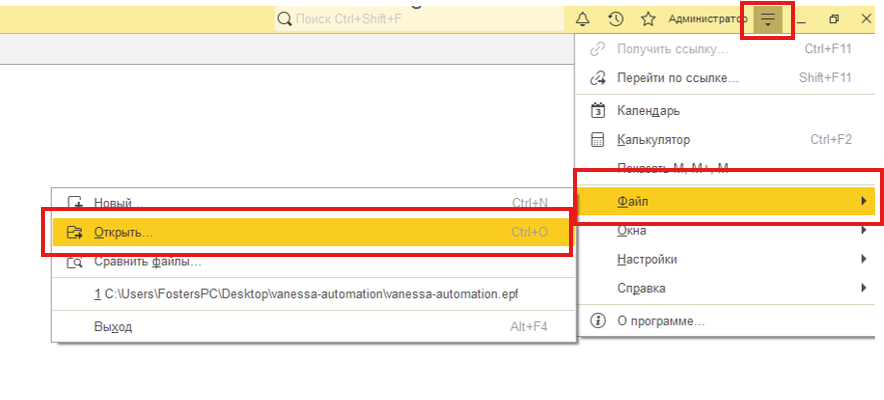 Поиск Ctrl+Shift+F
Администратор
Получить ссылку... Ctrl+F11
Перейти по ссылке... Shift+F11
3 Календарь
Калькулятор Ctrl+F2
Показать M, M+, M
Файл
Окна
Настройки
Справка
О программе...
Новый... Ctrl+N
Открыть... Ctrl+O
Сравнить файлы...
1 C:\Users\FostersPC\Desktop\vanessa-automation\vanessa-automation.epf
Выход Alt+F4